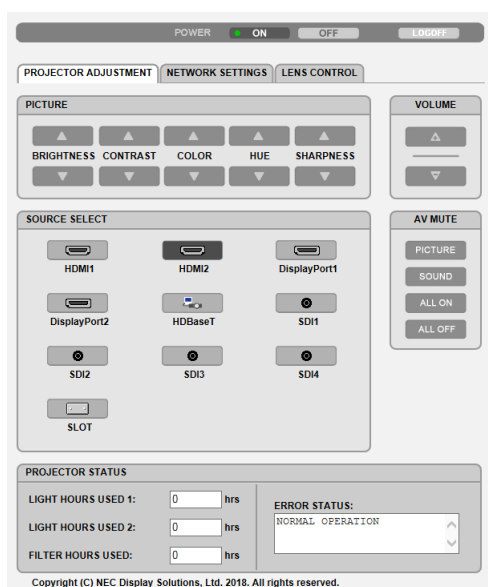 POWER ON OFF LOGOFF
PROJECTOR ADJUSTMENT NETWORK SETTINGS LENS CONTROL
PICTURE
BRIGHTNESS CONTRAST COLOR HUE SHARPNESS
VOLUME
SOURCE SELECT
HDMI1 HDMI2 DisplayPort1
DisplayPort2 HDBaseT SDI1
SDI2 SDI3 SDI4
SLOT
AV MUTE
PICTURE
SOUND
ALL ON
ALL OFF
PROJECTOR STATUS
LIGHT HOURS USED 1: 0 hrs
LIGHT HOURS USED 2: 0 hrs
FILTER HOURS USED: 0 hrs
ERROR STATUS:
NORMAL OPERATION
Copyright (C) NEC Display Solutions, Ltd. 2018. All rights reserved.